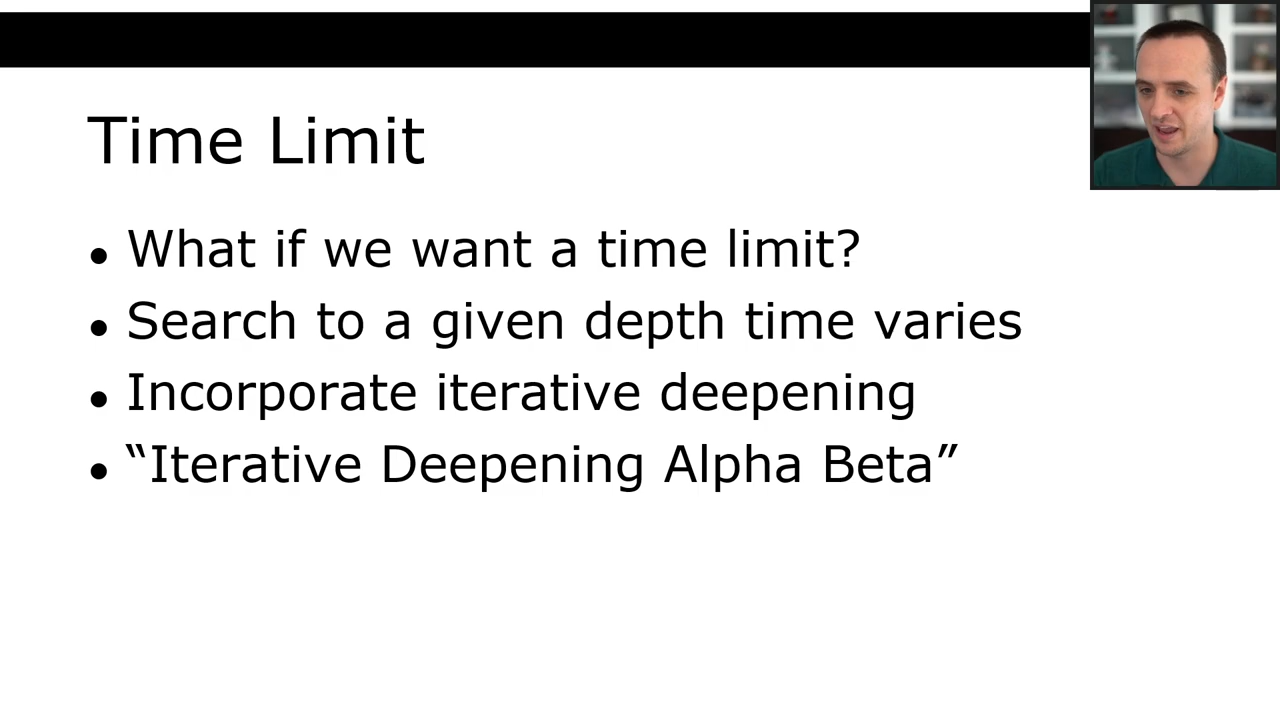 Time Limit
● What if we want a time limit?
● Search to a given depth time varies
● Incorporate iterative deepening
● “Iterative Deepening Alpha Beta”